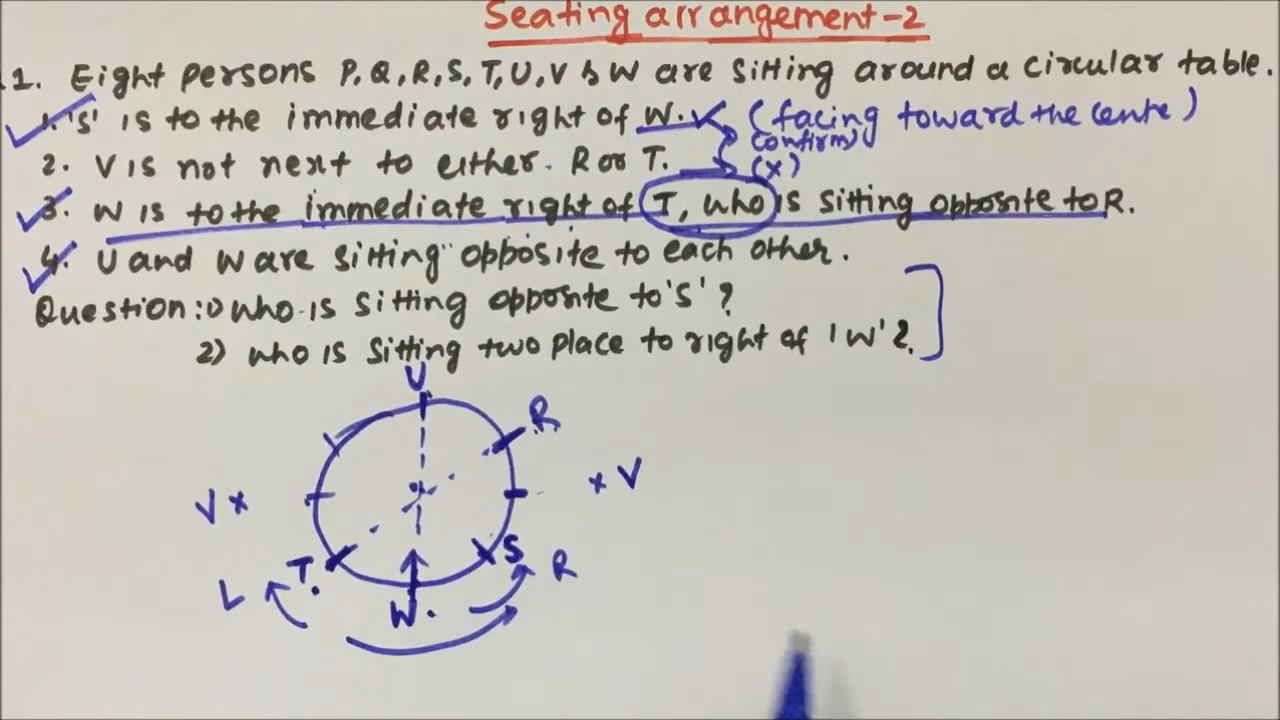 Seating arrangement-2
1. Eight persons P, Q, R, S, T, U, V & W are sitting around a circular table.
1. 'S' is to the immediate right of W. (facing toward the cente)
confirm)
2. V is not next to either. R or T. (x)
3. W is to the immediate right of T, who is sitting opposite to R.
4. U and W are sitting opposite to each other.
Question: 1) who is sitting opposite to 'S' ?
2) who is sitting two place to right of 'W' ?
U
R
V x
x V
T.
S
L
R
W.